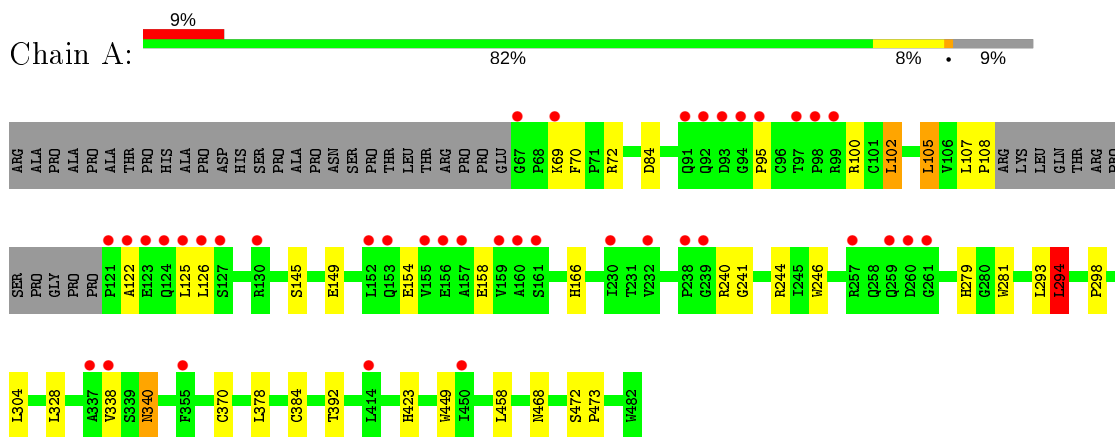 9%
Chain A:
82% 8% • 9%
ARG ALA PRO ALA PRO ALA THR PRO HIS ALA PRO ASP HIS SER PRO ALA PRO ASN SER PRO THR LEU THR ARG PRO PRO GLU G67 P68 K69 F70 P71 R72 D84 Q91 Q92 D93 G94 P95 C96 T97 P98 R99 R100 C101 L102 L105 V106 L107 P108 ARG LYS LEU GLN THR ARG PRO
SER PRO GLY PRO PRO P121 A122 E123 Q124 L125 L126 S127 R130 S145 E149 L152 Q153 E154 V155 E156 A157 E158 V159 A160 S161 H166 I230 T231 V232 P238 G239 R240 G241 R244 I245 W246 R257 Q258 Q259 D260 G261 H279 G280 W281 L293 L294 P298
L304 L328 A337 V338 S339 N340 F355 C370 L378 C384 T392 L414 H423 W449 I450 L458 N468 S472 P473 W482